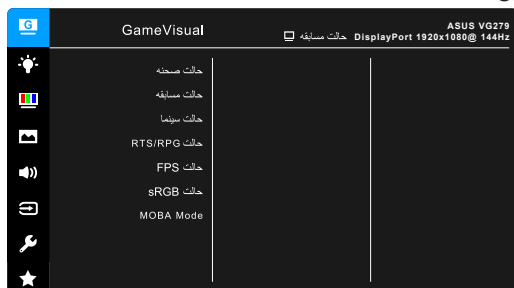 G
GameVisual
ASUS VG279
حالت مسابقه DisplayPort 1920x1080@ 144Hz
حالت صحنه
حالت مسابقه
حالت سینما
حالت RTS/RPG
حالت FPS
حالت sRGB
MOBA Mode